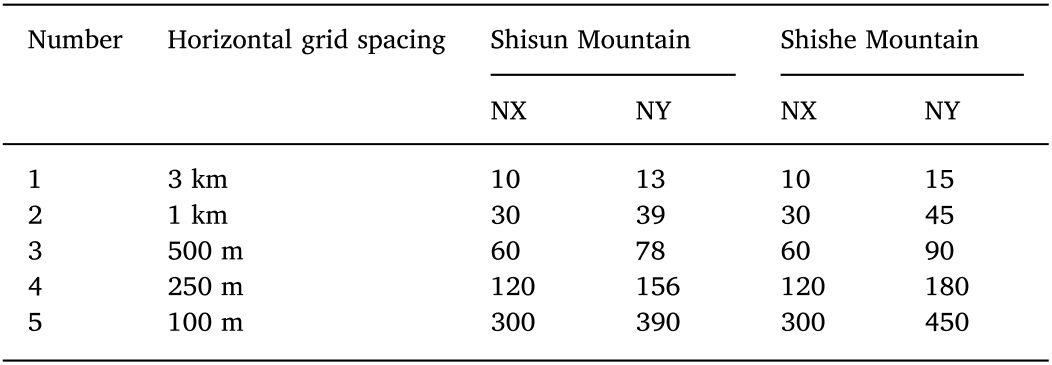 Number Horizontal grid spacing Shisun Mountain Shishe Mountain
NX NY NX NY
1 3 km 10 13 10 15
2 1 km 30 39 30 45
3 500 m 60 78 60 90
4 250 m 120 156 120 180
5 100 m 300 390 300 450